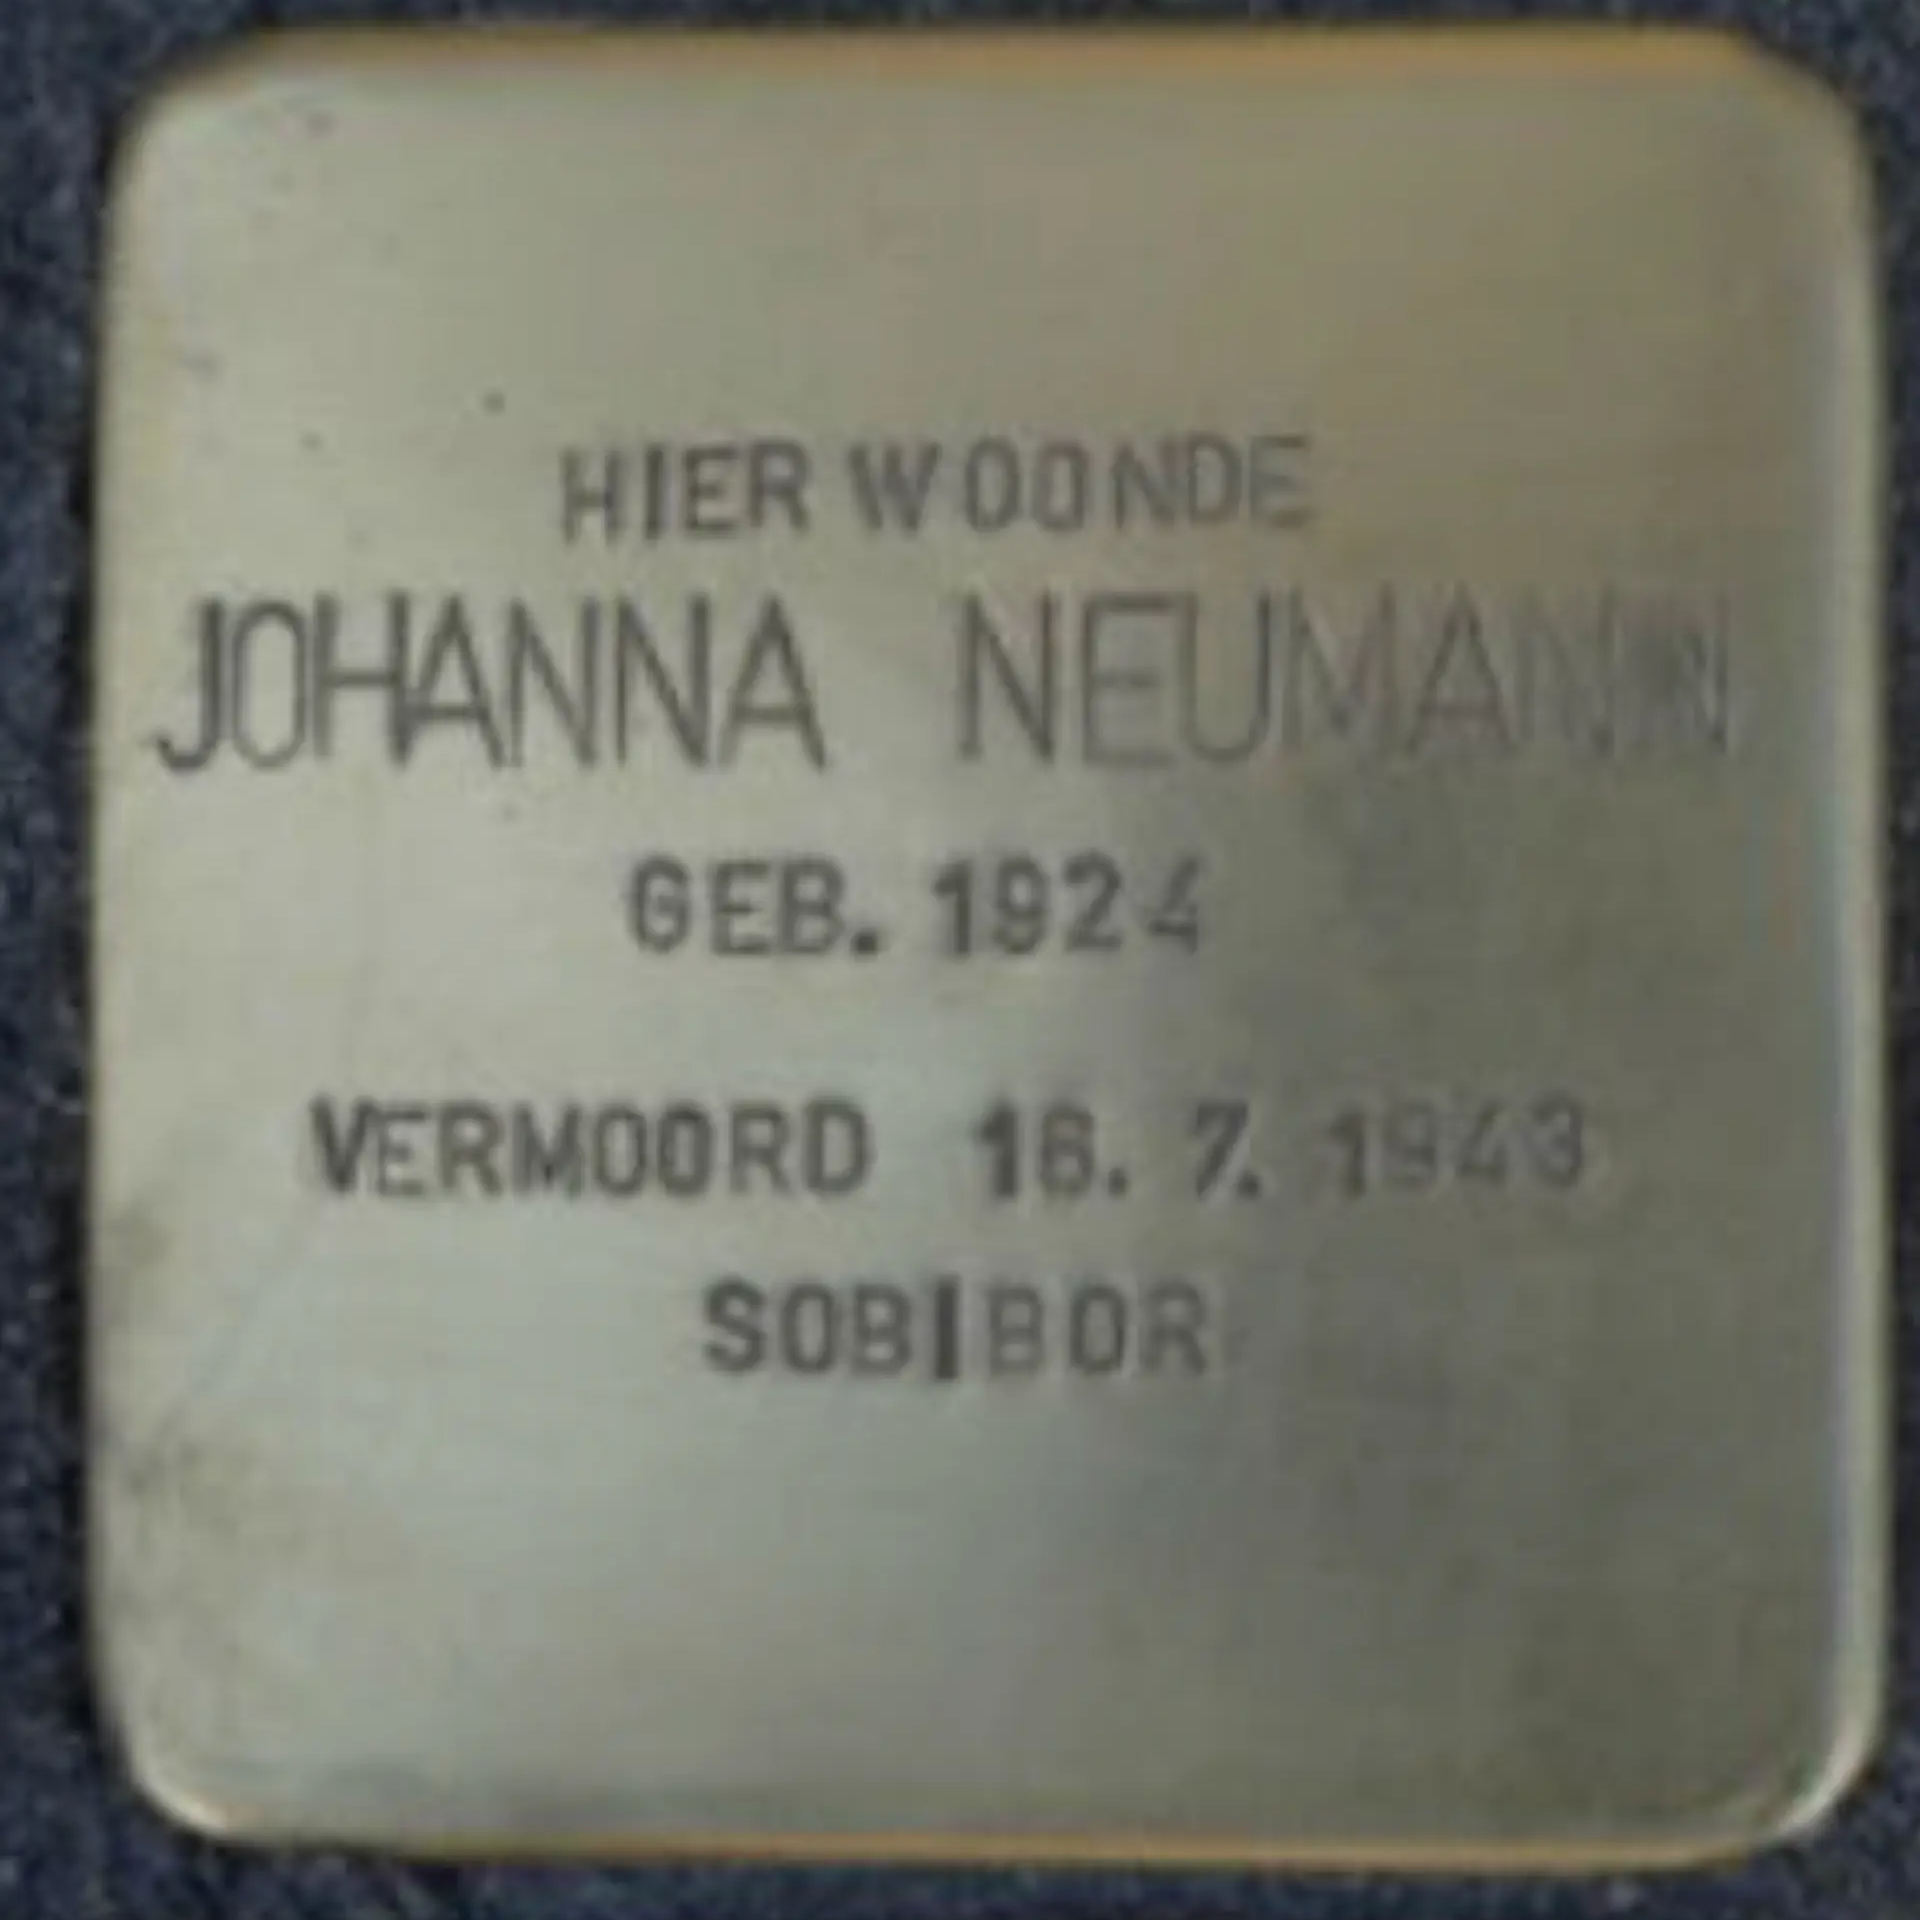 HIER WOONDE
JOHANNA NEUMANN
GEB. 1924
VERMOORD 16. 7. 1943
SOBIBOR